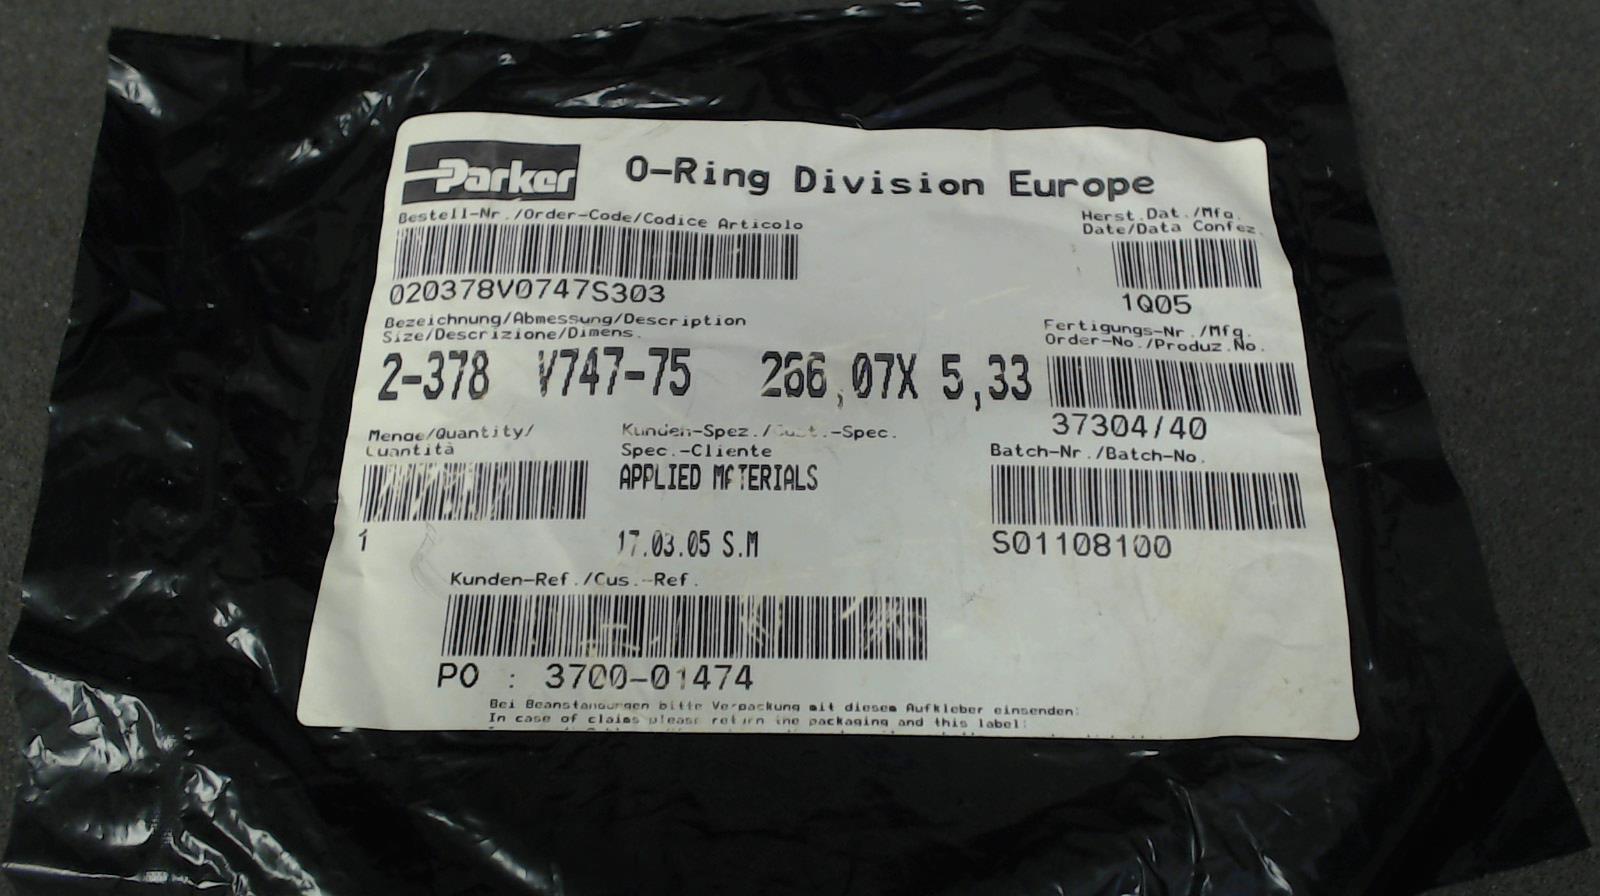 Parker
O-Ring Division Europe
Bestell-Nr./Order-Code/Codice Articolo
020378V0747S303
Herst.Dat./Mfg.
Date/Data Confez.
1Q05
Bezeichnung/Abmessung/Description
Size/Descrizione/Dimens.
2-378 V747-75 266,07X 5,33
Fertigungs-Nr./Mfg.
Order-No./Produz.No.
37304/40
Menge/Quantity/
Quantità
1
Kunden-Spez./Cust.-Spec.
Spec.-Cliente
APPLIED MATERIALS
17.03.05 S.M
Batch-Nr./Batch-No.
S01108100
Kunden-Ref./Cus.-Ref.
PO : 3700-01474
Bei Beanstandungen bitte Verpackung mit diesem Aufkleber einsenden:
In case of claims please return the packaging and this label: